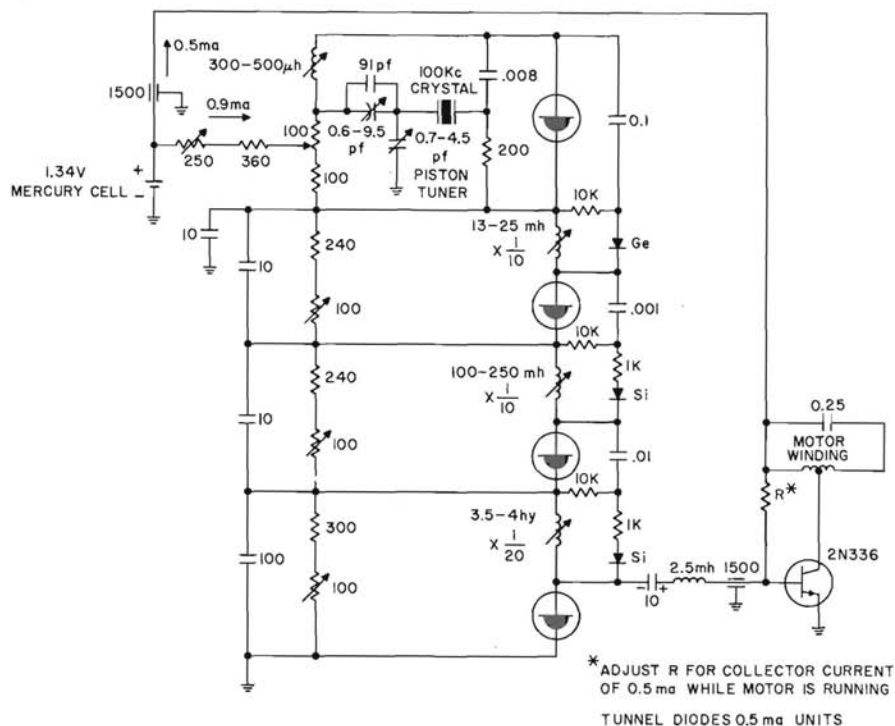 0.5ma
300-500µh
91pf
100Kc
CRYSTAL
.008
1500
0.9ma
0.1
100
0.6-9.5
pf
0.7-4.5
pf
PISTON
TUNER
200
250
360
1.34V
MERCURY CELL
+
-
100
10K
13-25 mh
X 1/10
Ge
10
240
10
100
.001
10K
240
100-250 mh
X 1/10
1K
Si
10
100
.01
10K
0.25
MOTOR
WINDING
R*
300
3.5-4hy
X 1/20
1K
Si
100
100
2.5mh
1500
2N336
- +
10
* ADJUST R FOR COLLECTOR CURRENT
OF 0.5 ma WHILE MOTOR IS RUNNING
TUNNEL DIODES 0.5 ma UNITS